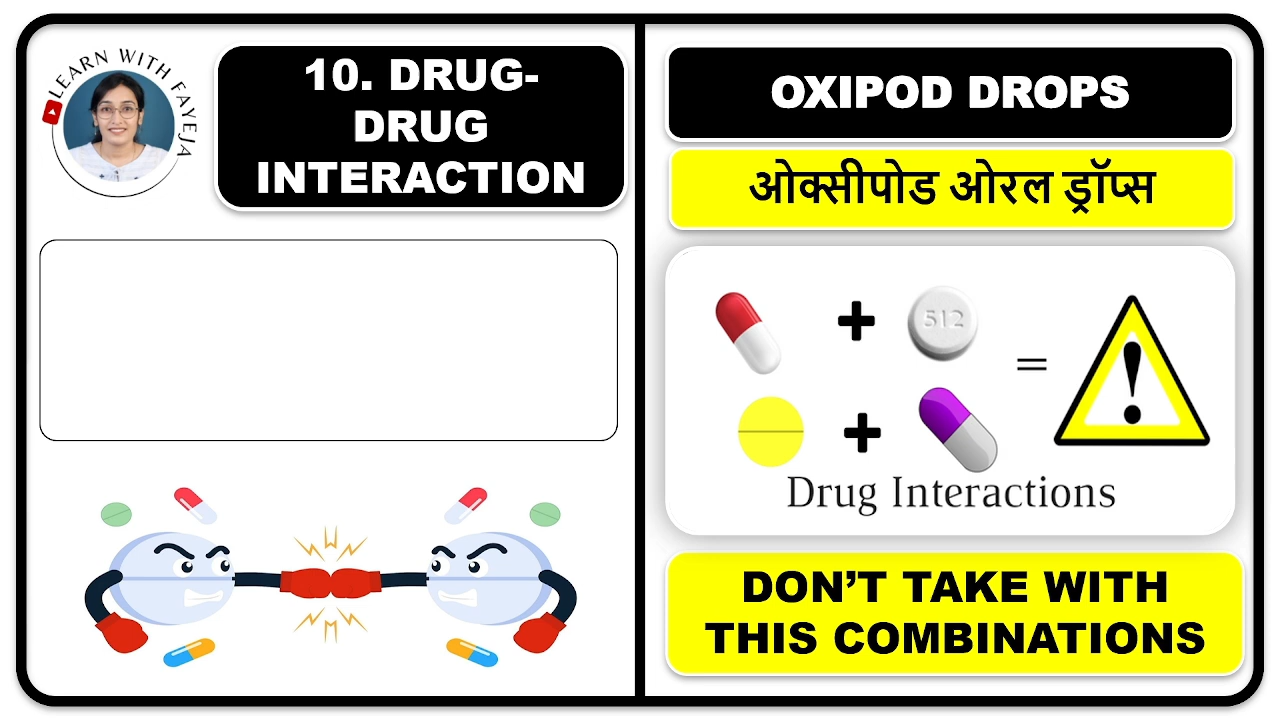 LEARN WITH FAYEJA
10. DRUG-
DRUG
INTERACTION
OXIPOD DROPS
ओक्सीपोड ओरल ड्रॉप्स
512
Drug Interactions
DON’T TAKE WITH
THIS COMBINATIONS